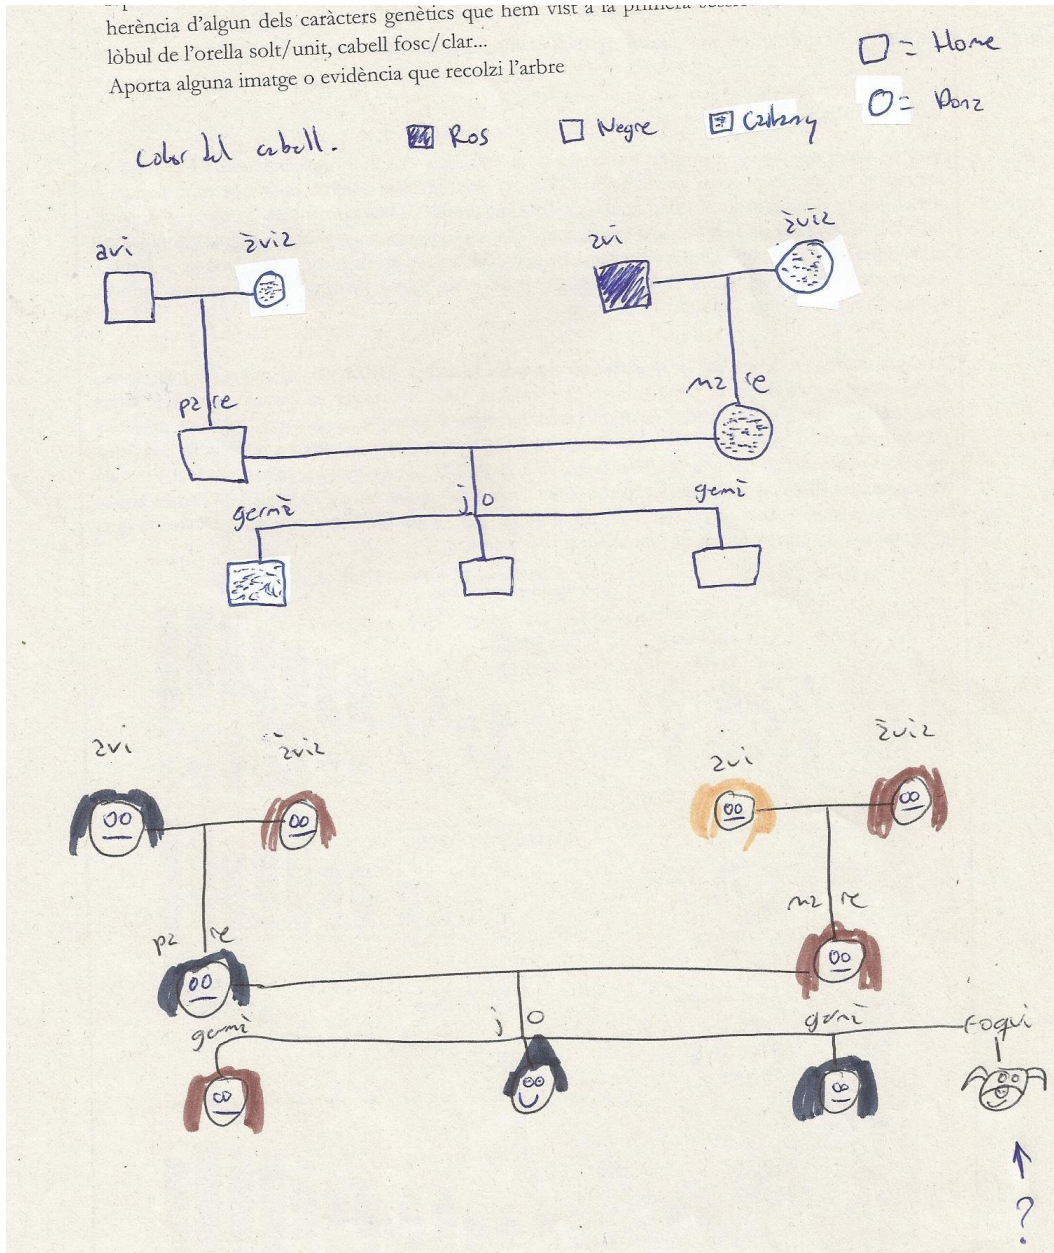 herència d'algun dels caràcters genètics que hem vist a la primera
lòbul de l'orella solt/unit, cabell fosc/clar...
Aporta alguna imatge o evidència que recolzi l'arbre
= Home
= Dona
Color del cabell. Ros Negre Castany
avi àvia avi àvia
pare mare
germà jo germà
avi àvia avi àvia
pare mare
germà jo germà roqui
?